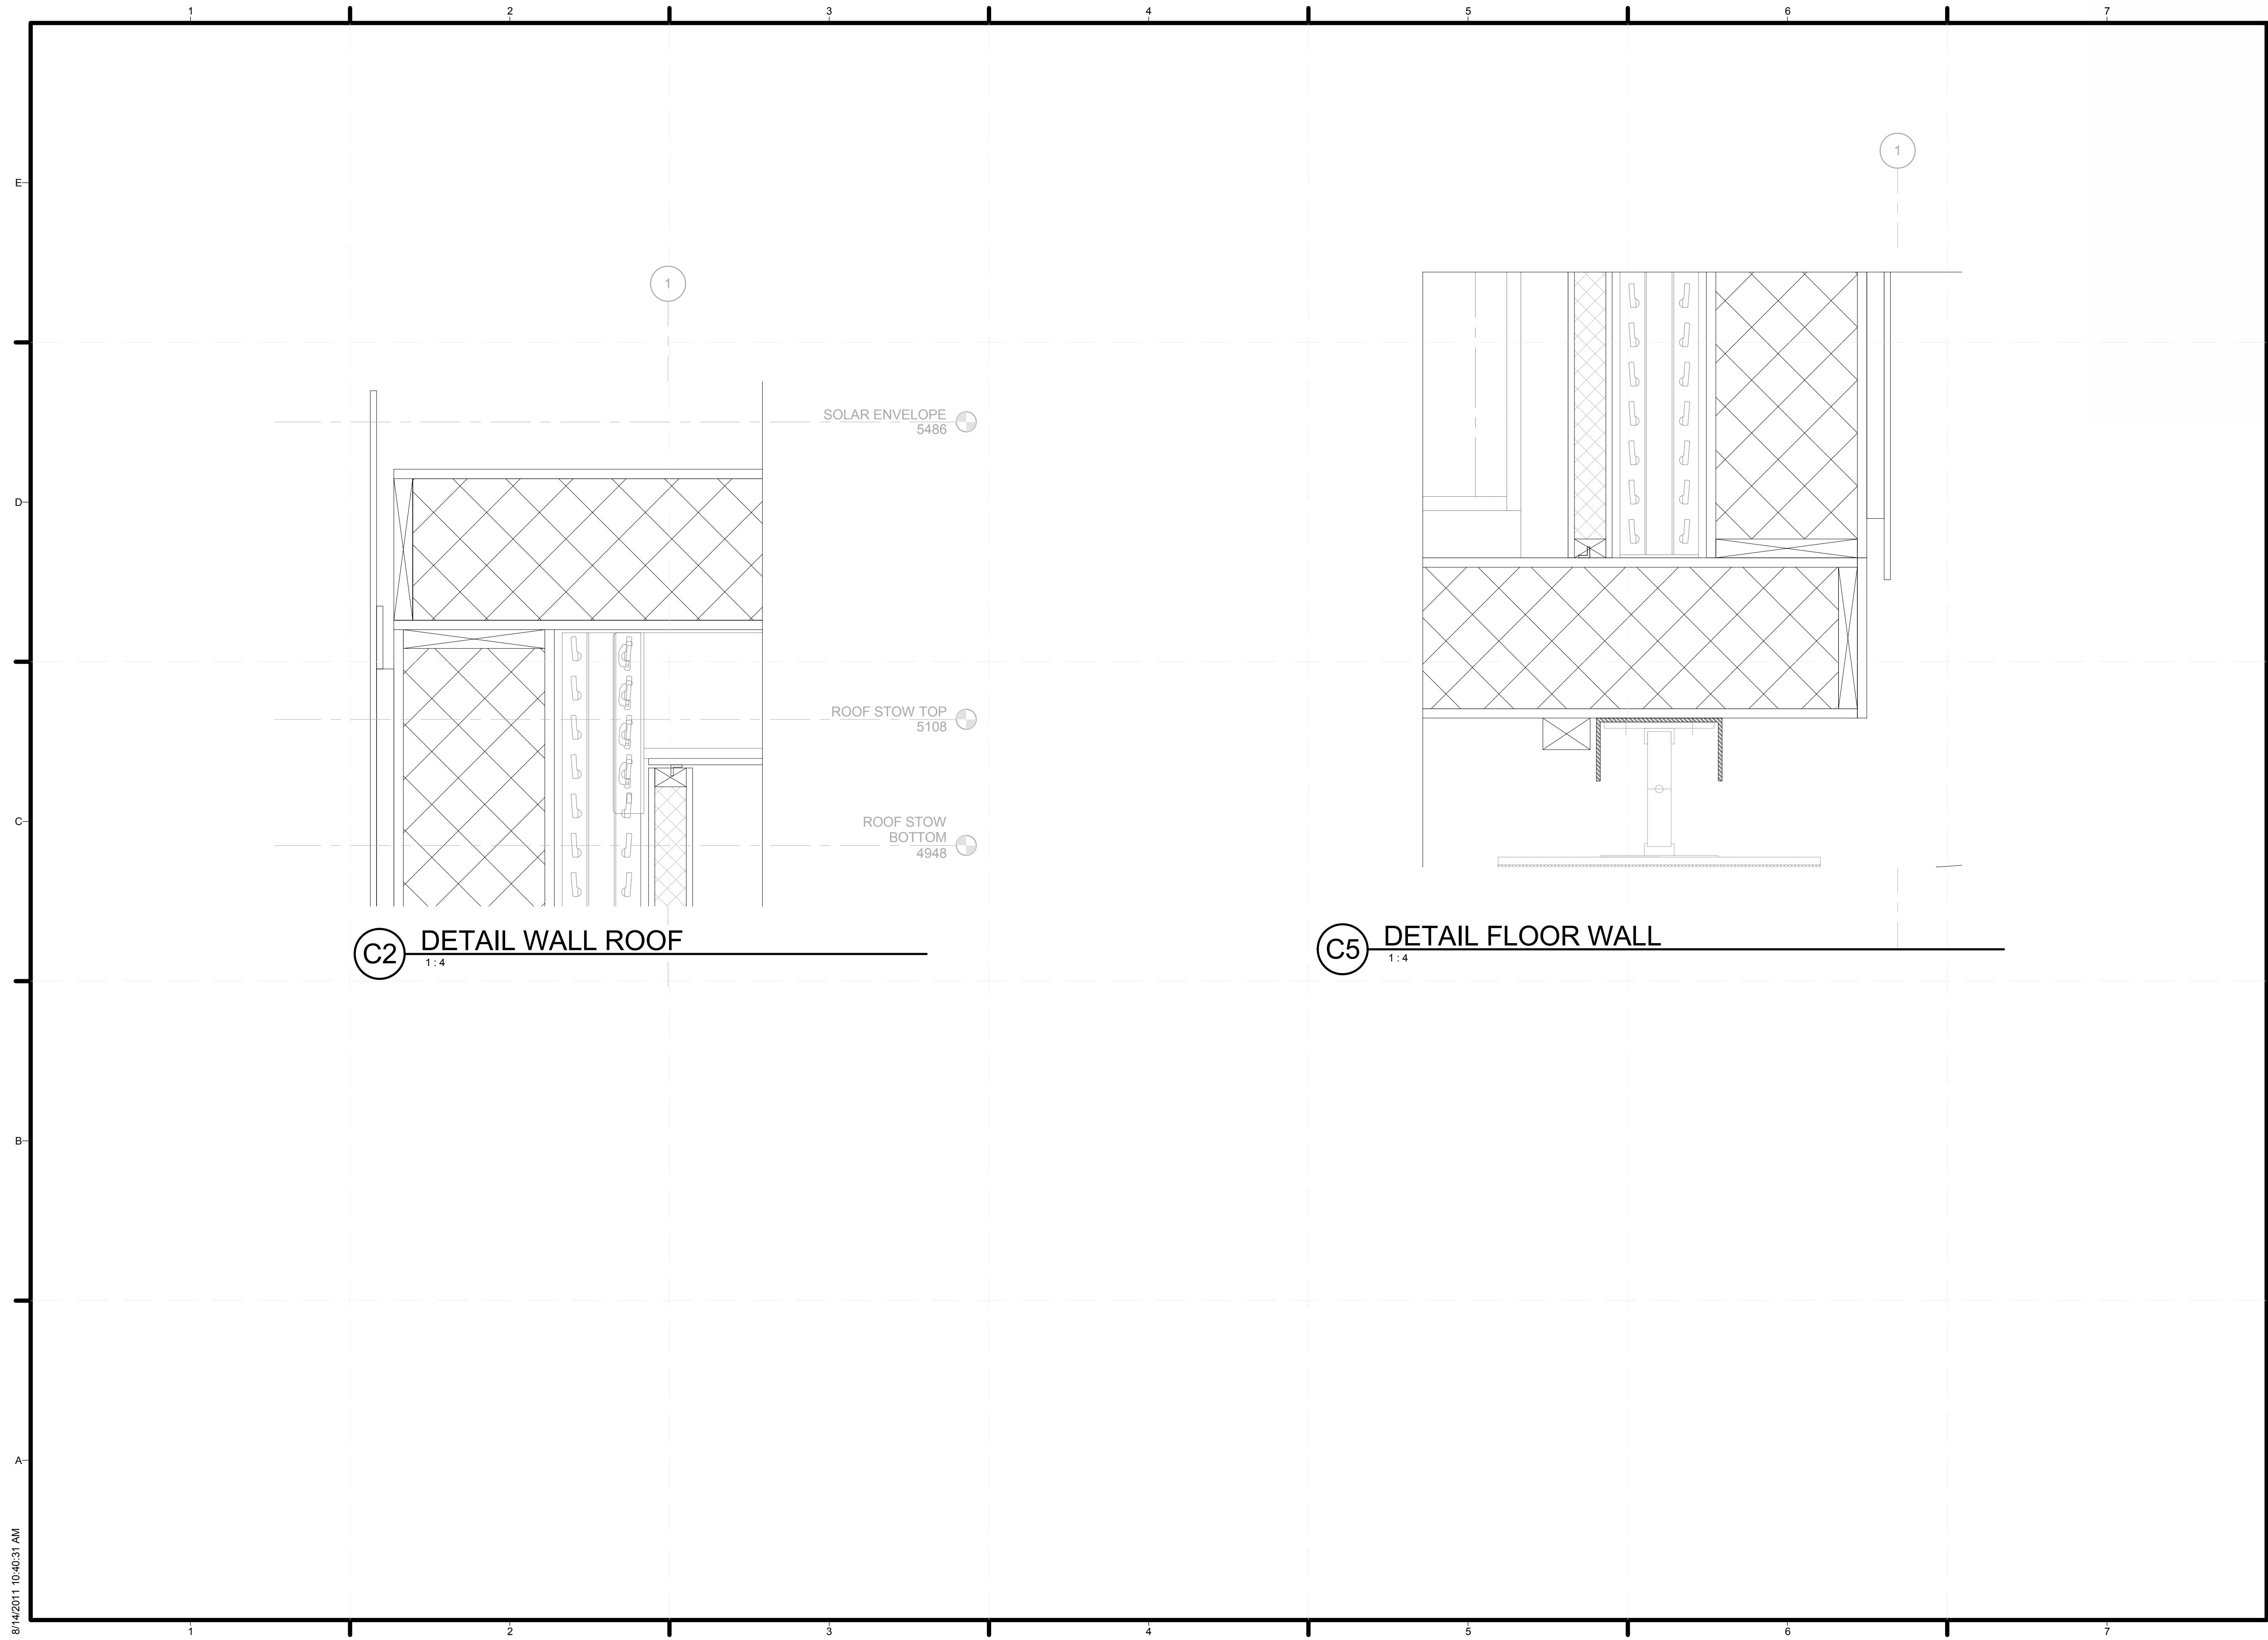 1 2 3 4 5 6 7
E
1
1
SOLAR ENVELOPE
5486
D
ROOF STOW TOP
5108
C
ROOF STOW
BOTTOM
4948
C2 DETAIL WALL ROOF
1 : 4
C5 DETAIL FLOOR WALL
1 : 4
B
A
8/14/2011 10:40:31 AM
1 2 3 4 5 6 7